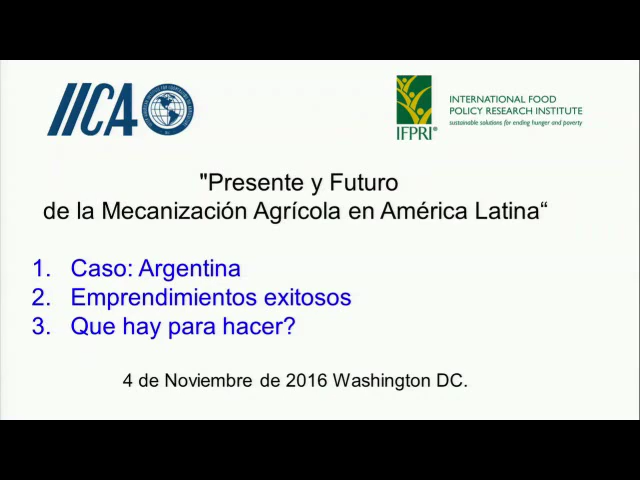 IICA
IFPRI®
INTERNATIONAL FOOD
POLICY RESEARCH INSTITUTE
sustainable solutions for ending hunger and poverty
"Presente y Futuro
de la Mecanización Agrícola en América Latina“
1. Caso: Argentina
2. Emprendimientos exitosos
3. Que hay para hacer?
4 de Noviembre de 2016 Washington DC.